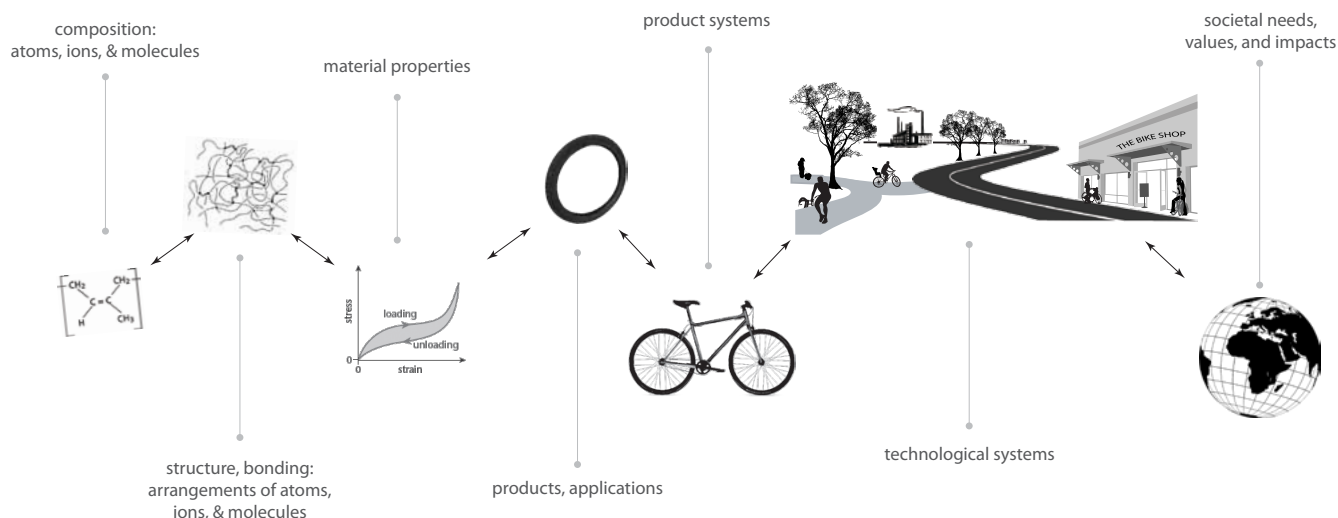 composition:
atoms, ions, & molecules
material properties
product systems
societal needs,
values, and impacts
THE BIKE SHOP
CH₂
CH₂
C=C
H
CH₃
stress
loading
unloading
0
0
strain
structure, bonding:
arrangements of atoms,
ions, & molecules
products, applications
technological systems